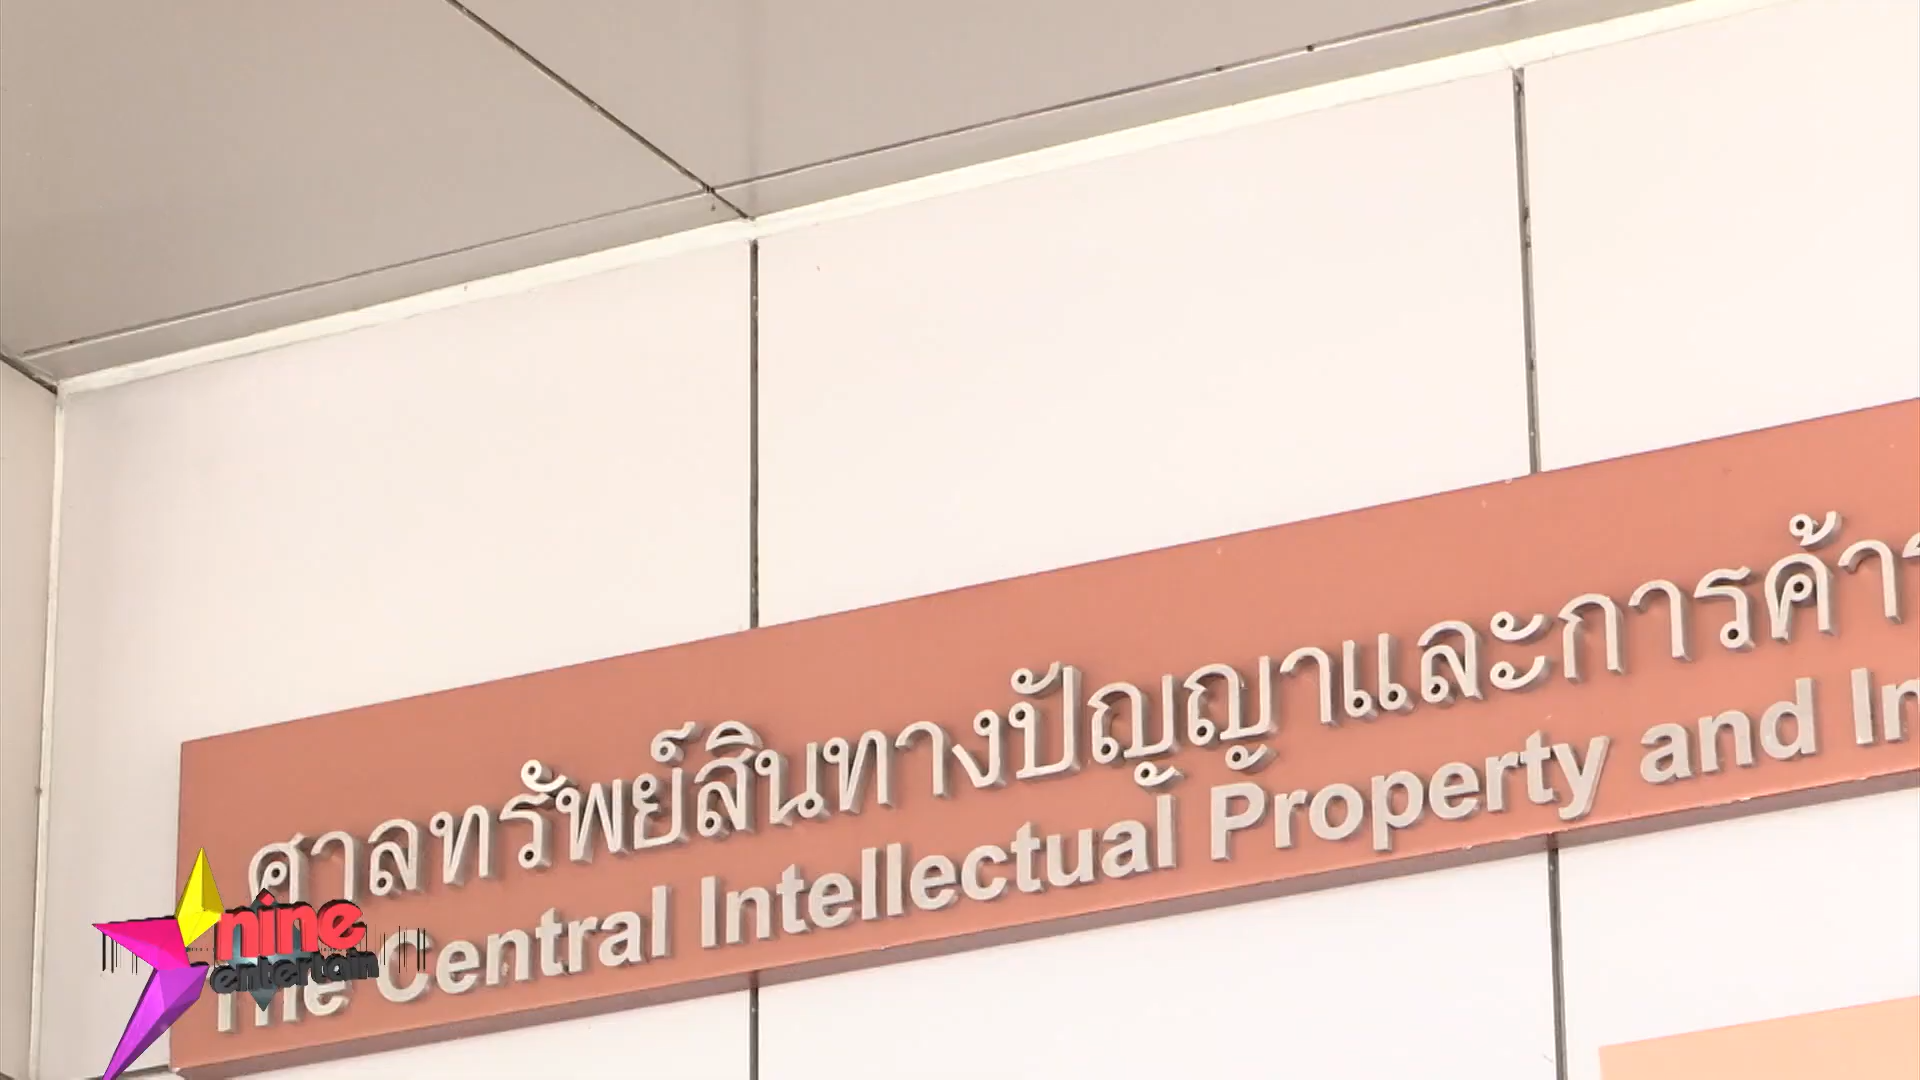 ศาลทรัพย์สินทางปัญญาและการค้าร
The Central Intellectual Property and In
nine
entertain